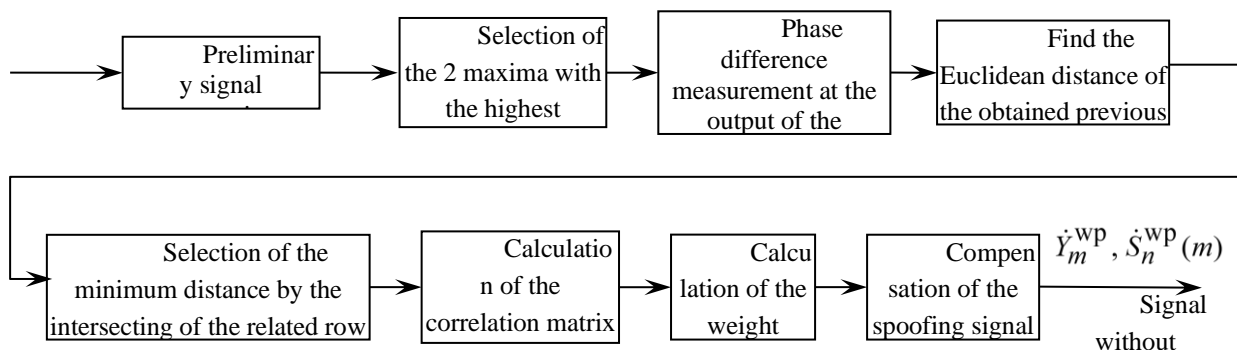 Preliminar
y signal
Selection of
the 2 maxima with
the highest
Phase
difference
measurement at the
output of the
Find the
Euclidean distance of
the obtained previous
Selection of the
minimum distance by the
intersecting of the related row
Calculatio
n of the
correlation matrix
Calcu
lation of the
weight
Compen
sation of the
spoofing signal
Ẏ_m^wp, Ṡ_n^wp(m)
Signal
without